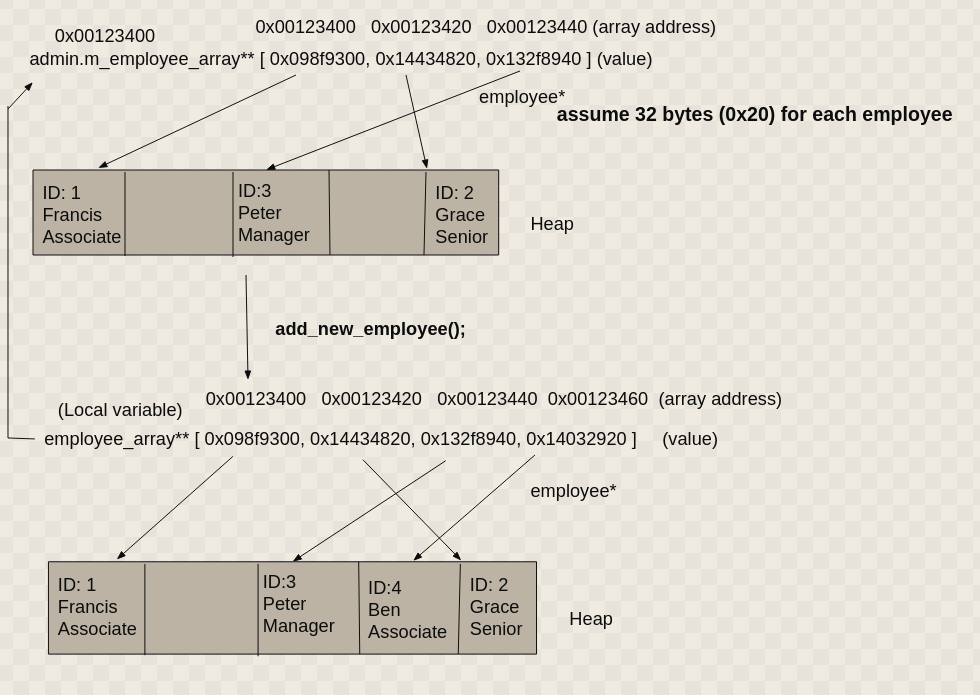 0x00123400 0x00123420 0x00123440 (array address)
0x00123400
admin.m_employee_array** [ 0x098f9300, 0x14434820, 0x132f8940 ] (value)
employee*
assume 32 bytes (0x20) for each employee
ID: 1
Francis
Associate
ID:3
Peter
Manager
ID: 2
Grace
Senior
Heap
add_new_employee();
0x00123400 0x00123420 0x00123440 0x00123460 (array address)
(Local variable)
employee_array** [ 0x098f9300, 0x14434820, 0x132f8940, 0x14032920 ] (value)
employee*
ID: 1
Francis
Associate
ID:3
Peter
Manager
ID:4
Ben
Associate
ID: 2
Grace
Senior
Heap